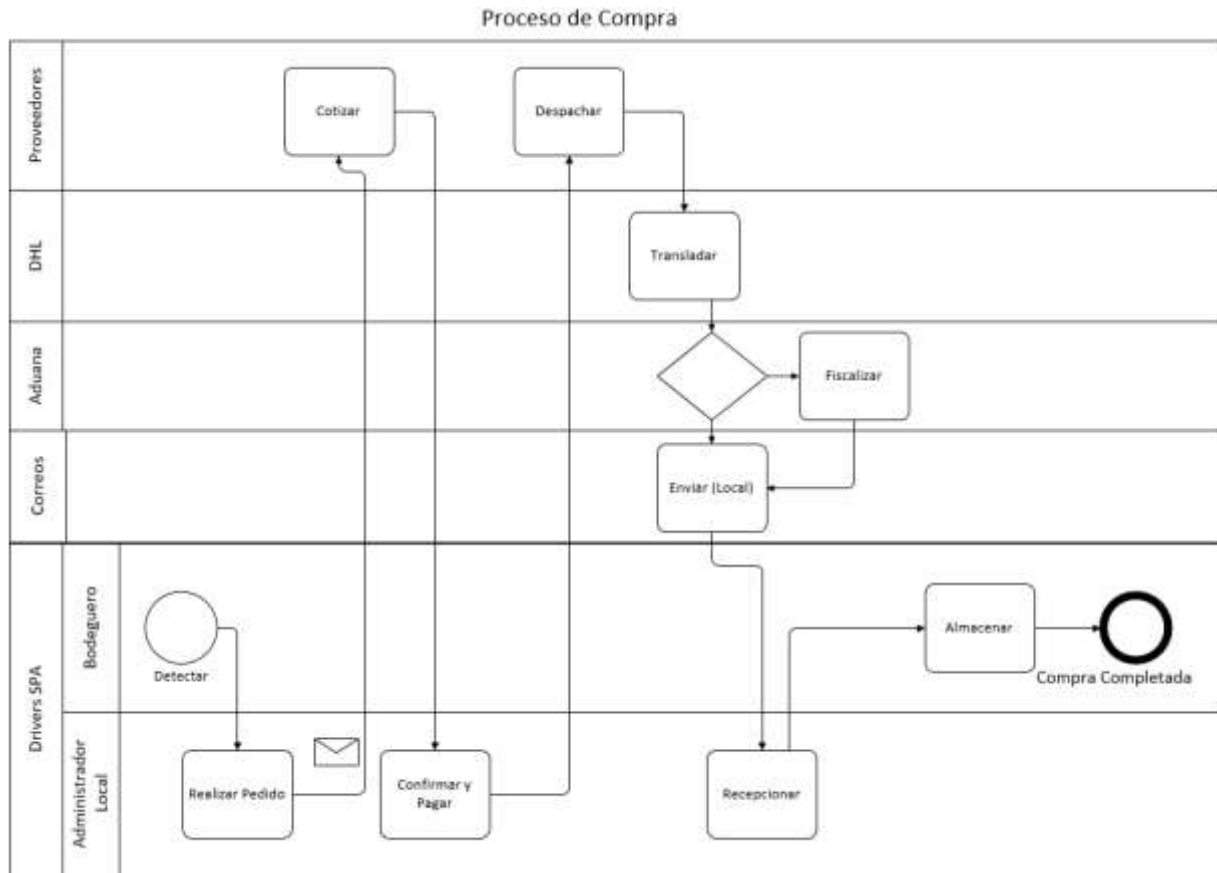 Proceso de Compra
Proveedores
Cotizar
Despachar
DHL
Transladar
Aduana
Fiscalizar
Correos
Enviar (Local)
Drivers SPA
Bodeguero
Detectar
Almacenar
Compra Completada
Administrador
Local
Realizar Pedido
Confirmar y
Pagar
Recepcionar